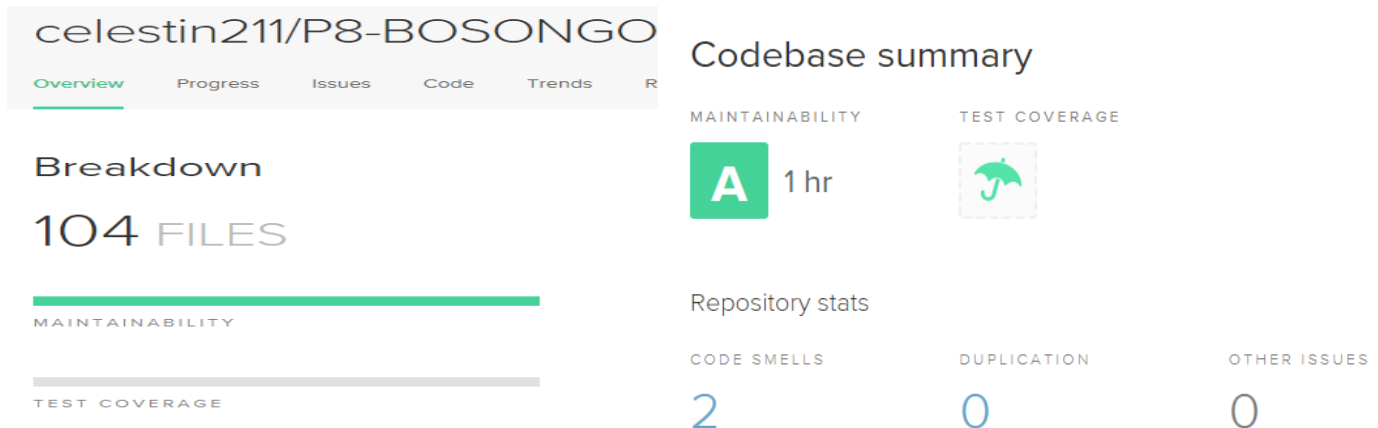 celestin211/P8-BOSONGO
Overview Progress Issues Code Trends R
Breakdown
104 FILES
MAINTAINABILITY
TEST COVERAGE
Codebase summary
MAINTAINABILITY TEST COVERAGE
A 1 hr
Repository stats
CODE SMELLS DUPLICATION OTHER ISSUES
2 0 0